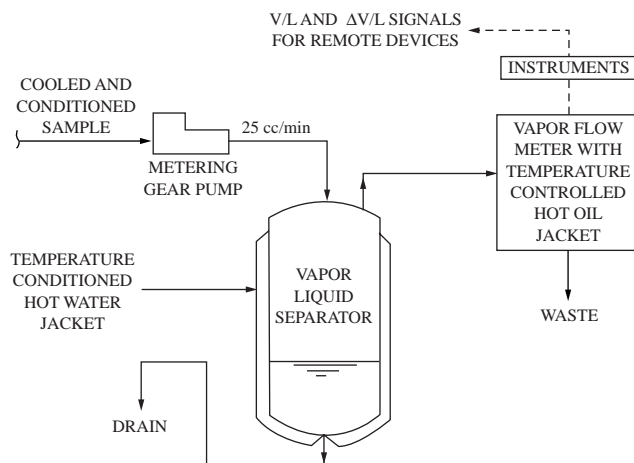 V/L AND ΔV/L SIGNALS
FOR REMOTE DEVICES
INSTRUMENTS
COOLED AND
CONDITIONED
SAMPLE
25 cc/min
METERING
GEAR PUMP
VAPOR FLOW
METER WITH
TEMPERATURE
CONTROLLED
HOT OIL
JACKET
TEMPERATURE
CONDITIONED
HOT WATER
JACKET
VAPOR
LIQUID
SEPARATOR
WASTE
DRAIN